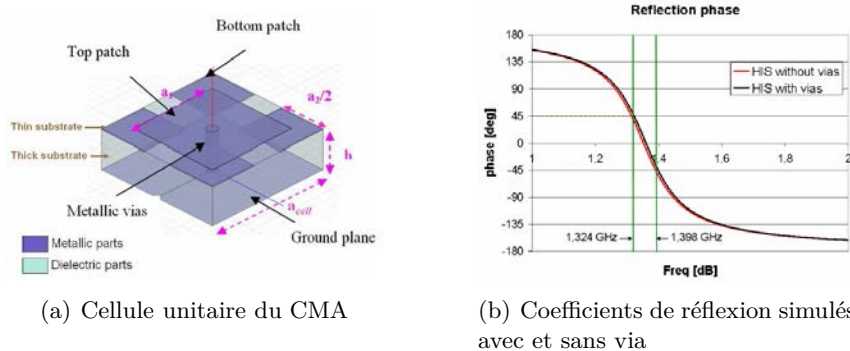 Bottom patch
Top patch
a₁
a₂/2
Thin substrate
Thick substrate
h
Metallic vias
a_cell
Ground plane
Metallic parts
Dielectric parts
(a) Cellule unitaire du CMA
Reflection phase
180
135
90
45
0
-45
-90
-135
-180
phase [deg]
1
1.2
1.4
1.6
1.8
2
HIS without vias
HIS with vias
1,324 GHz
1,398 GHz
Freq [dB]
(b) Coefficients de réflexion simulés
avec et sans via